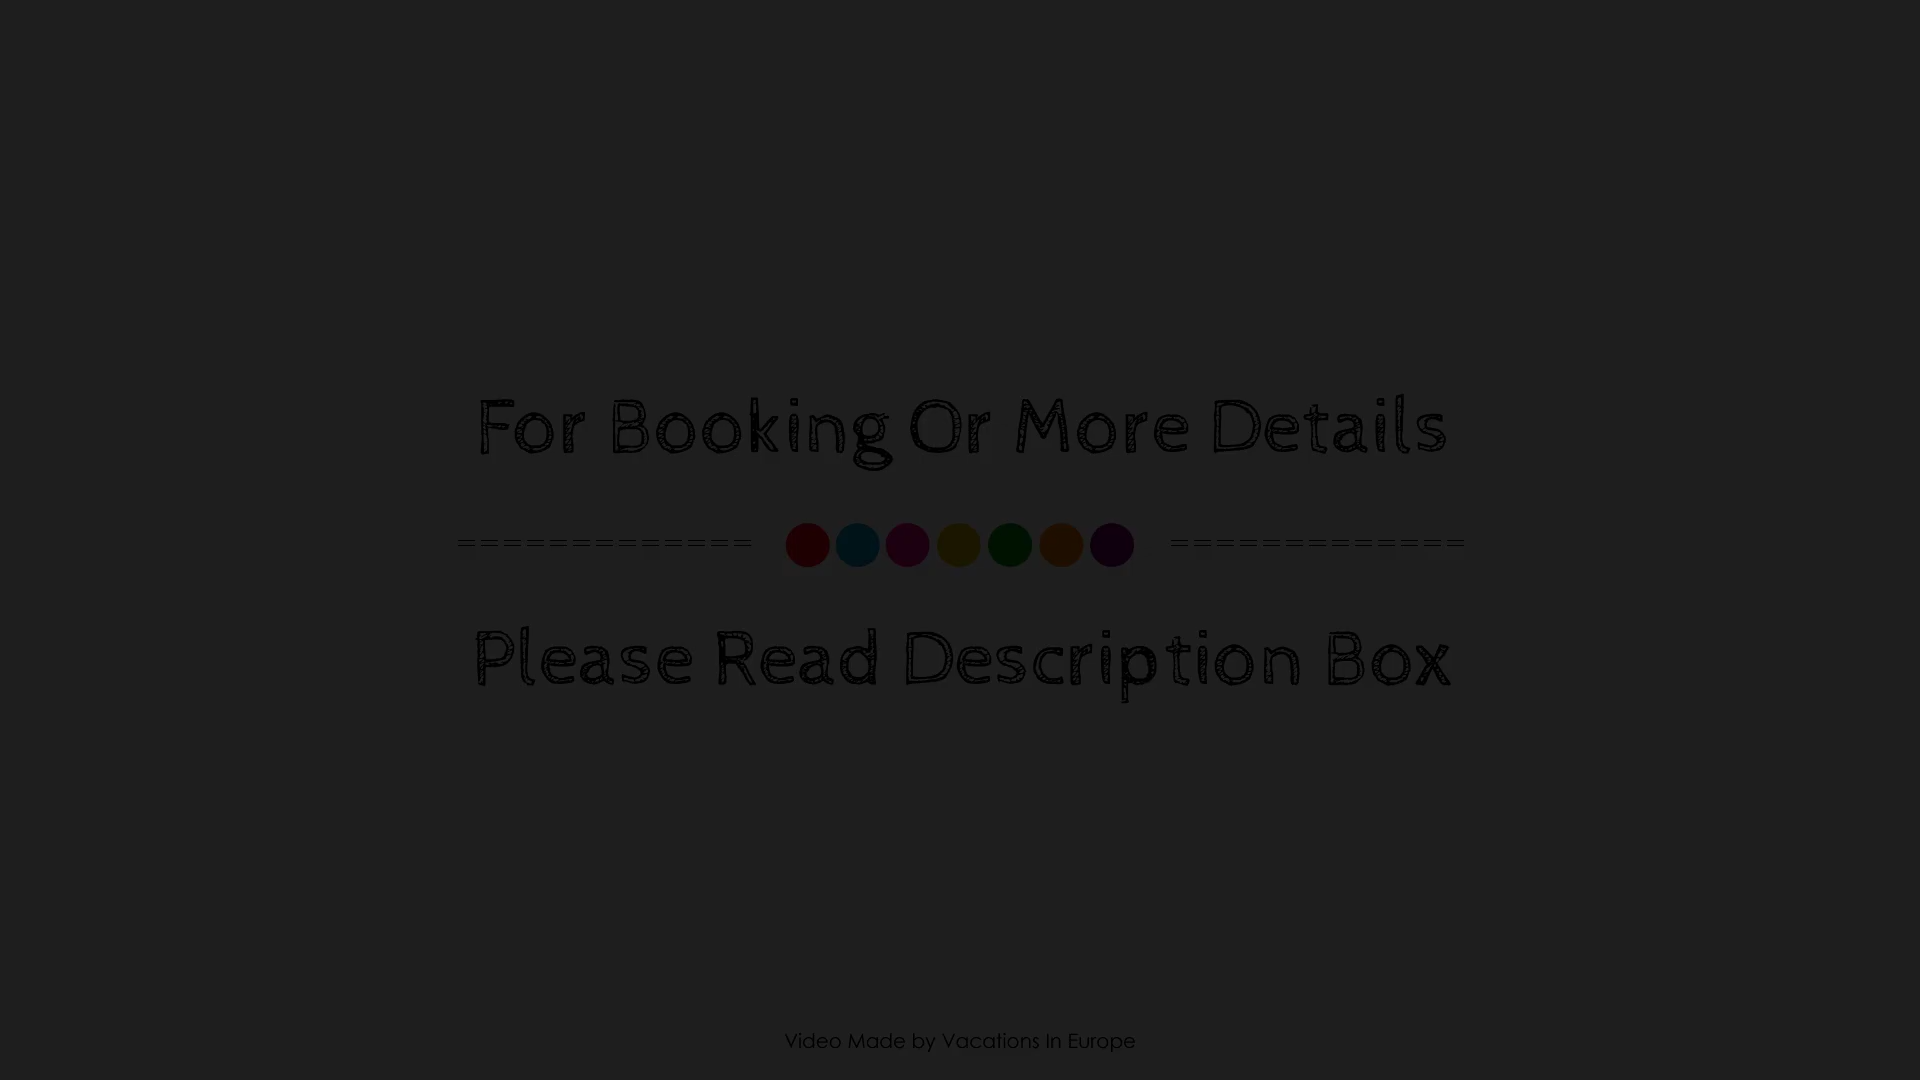 For Booking Or More Details
============= =============
Please Read Description Box
Video Made by Vacations In Europe